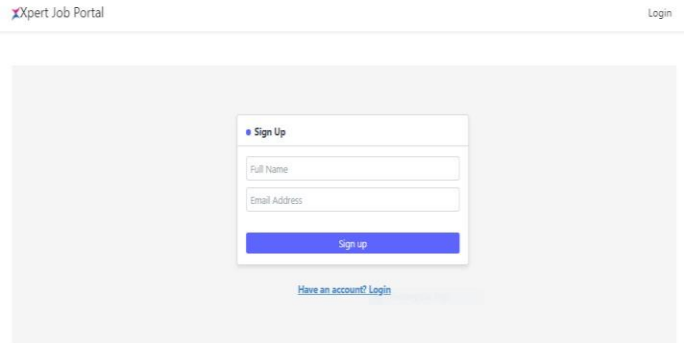 Xpert Job Portal
Login
Sign Up
Full Name
Email Address
Sign up
Have an account? Login